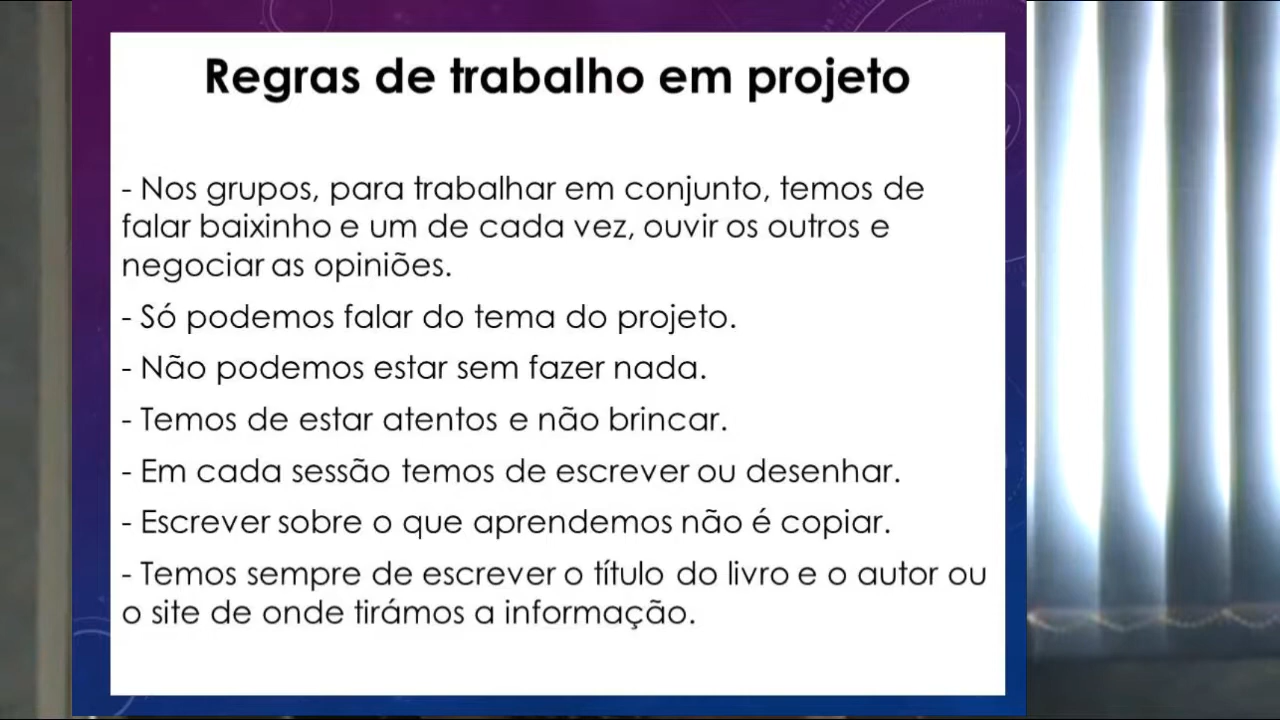 Regras de trabalho em projeto
- Nos grupos, para trabalhar em conjunto, temos de
falar baixinho e um de cada vez, ouvir os outros e
negociar as opiniões.
- Só podemos falar do tema do projeto.
- Não podemos estar sem fazer nada.
- Temos de estar atentos e não brincar.
- Em cada sessão temos de escrever ou desenhar.
- Escrever sobre o que aprendemos não é copiar.
- Temos sempre de escrever o título do livro e o autor ou
o site de onde tirámos a informação.